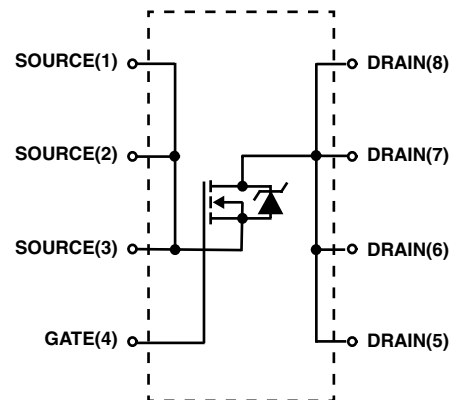 SOURCE(1)
DRAIN(8)
SOURCE(2)
DRAIN(7)
SOURCE(3)
DRAIN(6)
GATE(4)
DRAIN(5)